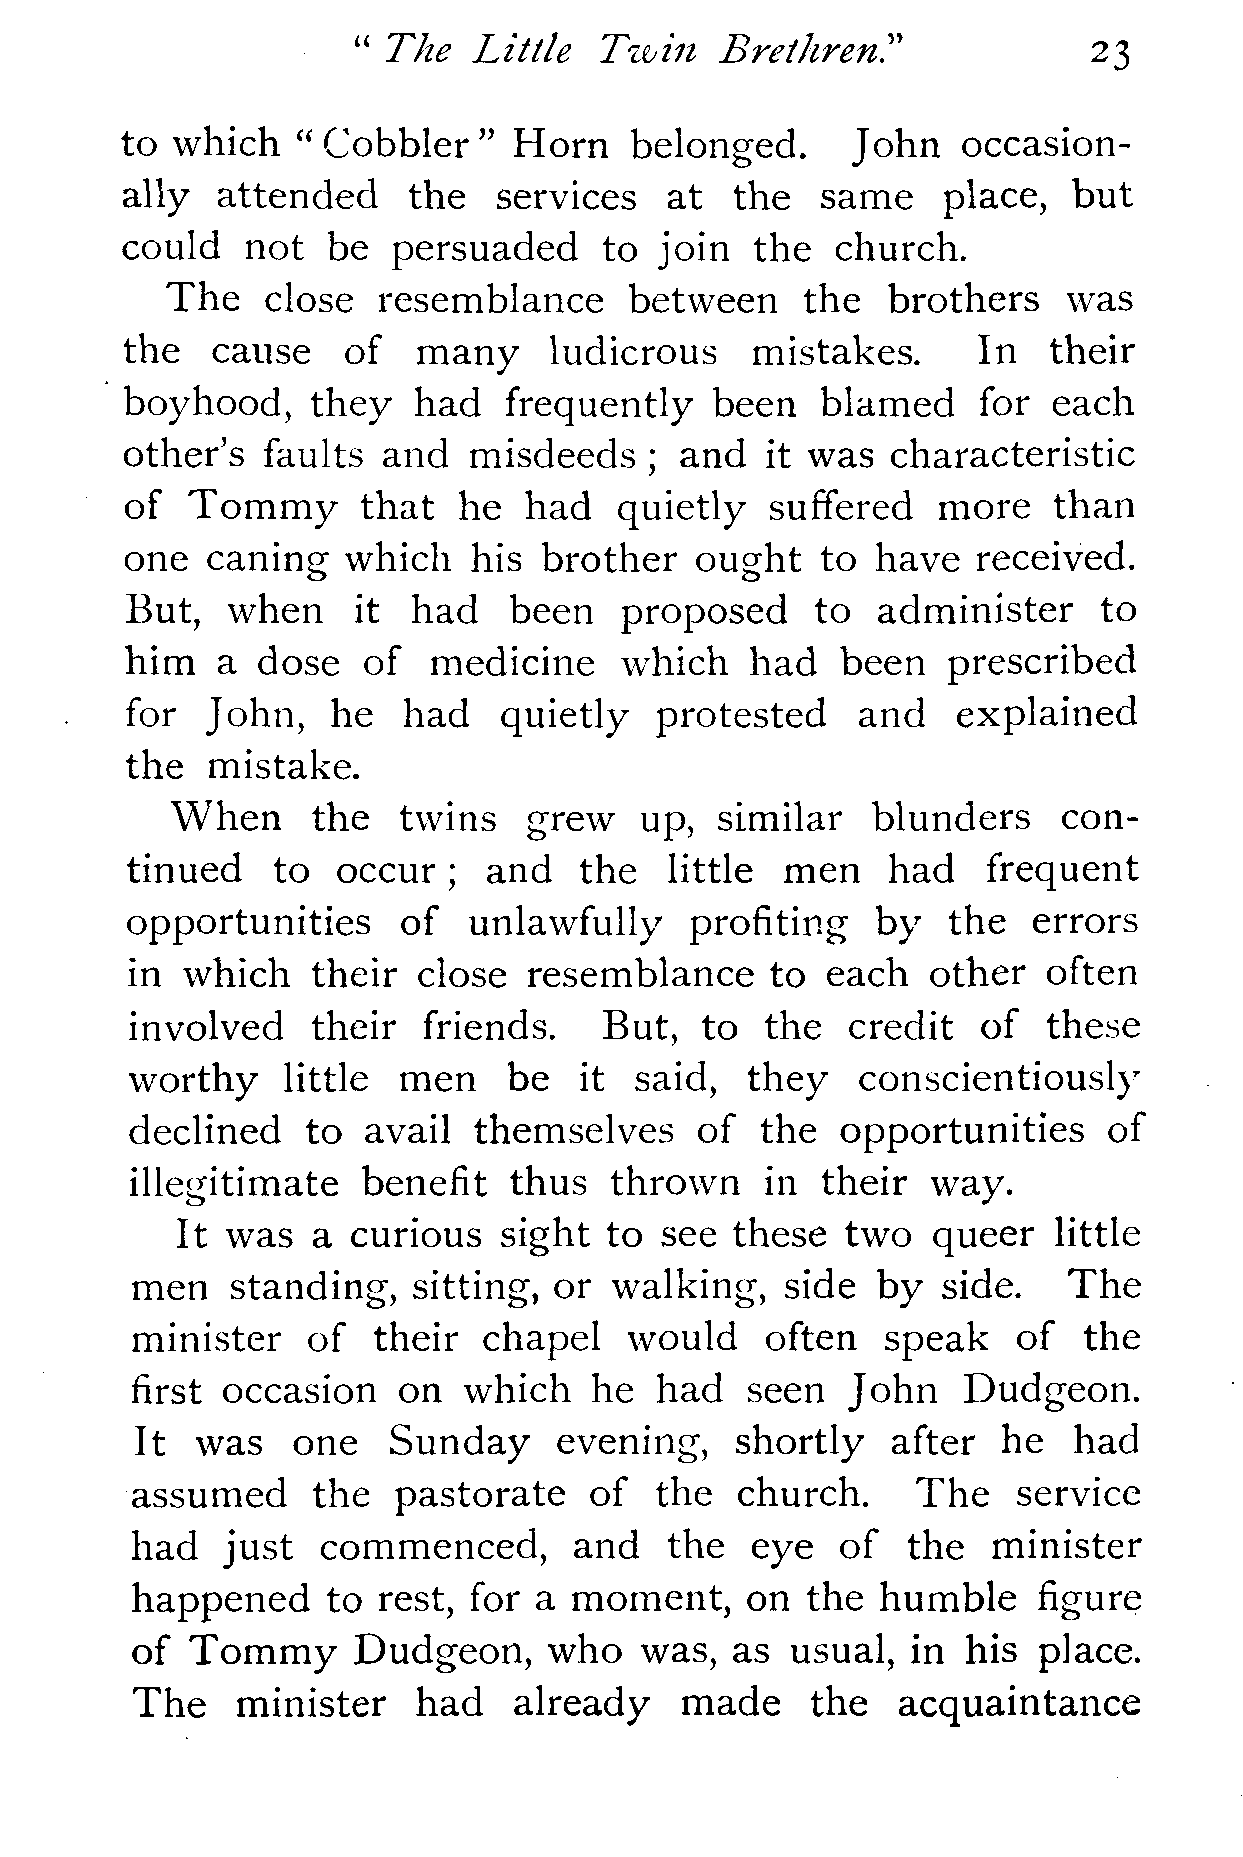 “ The Little Twin Brethren.” 23
to which “ Cobbler ” Horn belonged. John occasion-
ally attended the services at the same place, but
could not be persuaded to join the church.
The close resemblance between the brothers was
the cause of many ludicrous mistakes. In their
boyhood, they had frequently been blamed for each
other’s faults and misdeeds ; and it was characteristic
of Tommy that he had quietly suffered more than
one caning which his brother ought to have received.
But, when it had been proposed to administer to
him a dose of medicine which had been prescribed
for John, he had quietly protested and explained
the mistake.
When the twins grew up, similar blunders con-
tinued to occur ; and the little men had frequent
opportunities of unlawfully profiting by the errors
in which their close resemblance to each other often
involved their friends. But, to the credit of these
worthy little men be it said, they conscientiously
declined to avail themselves of the opportunities of
illegitimate benefit thus thrown in their way.
It was a curious sight to see these two queer little
men standing, sitting, or walking, side by side. The
minister of their chapel would often speak of the
first occasion on which he had seen John Dudgeon.
It was one Sunday evening, shortly after he had
assumed the pastorate of the church. The service
had just commenced, and the eye of the minister
happened to rest, for a moment, on the humble figure
of Tommy Dudgeon, who was, as usual, in his place.
The minister had already made the acquaintance